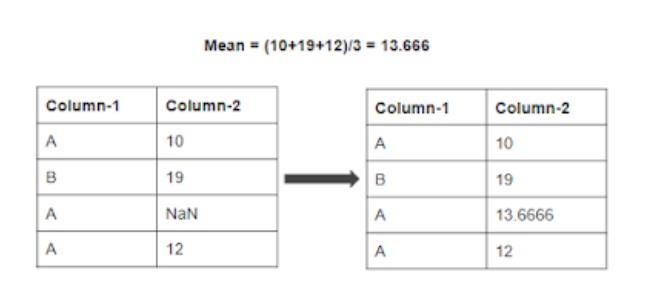 Mean = (10+19+12)/3 = 13.666
Column-1 Column-2
A 10
B 19
A NaN
A 12
Column-1 Column-2
A 10
B 19
A 13.6666
A 12